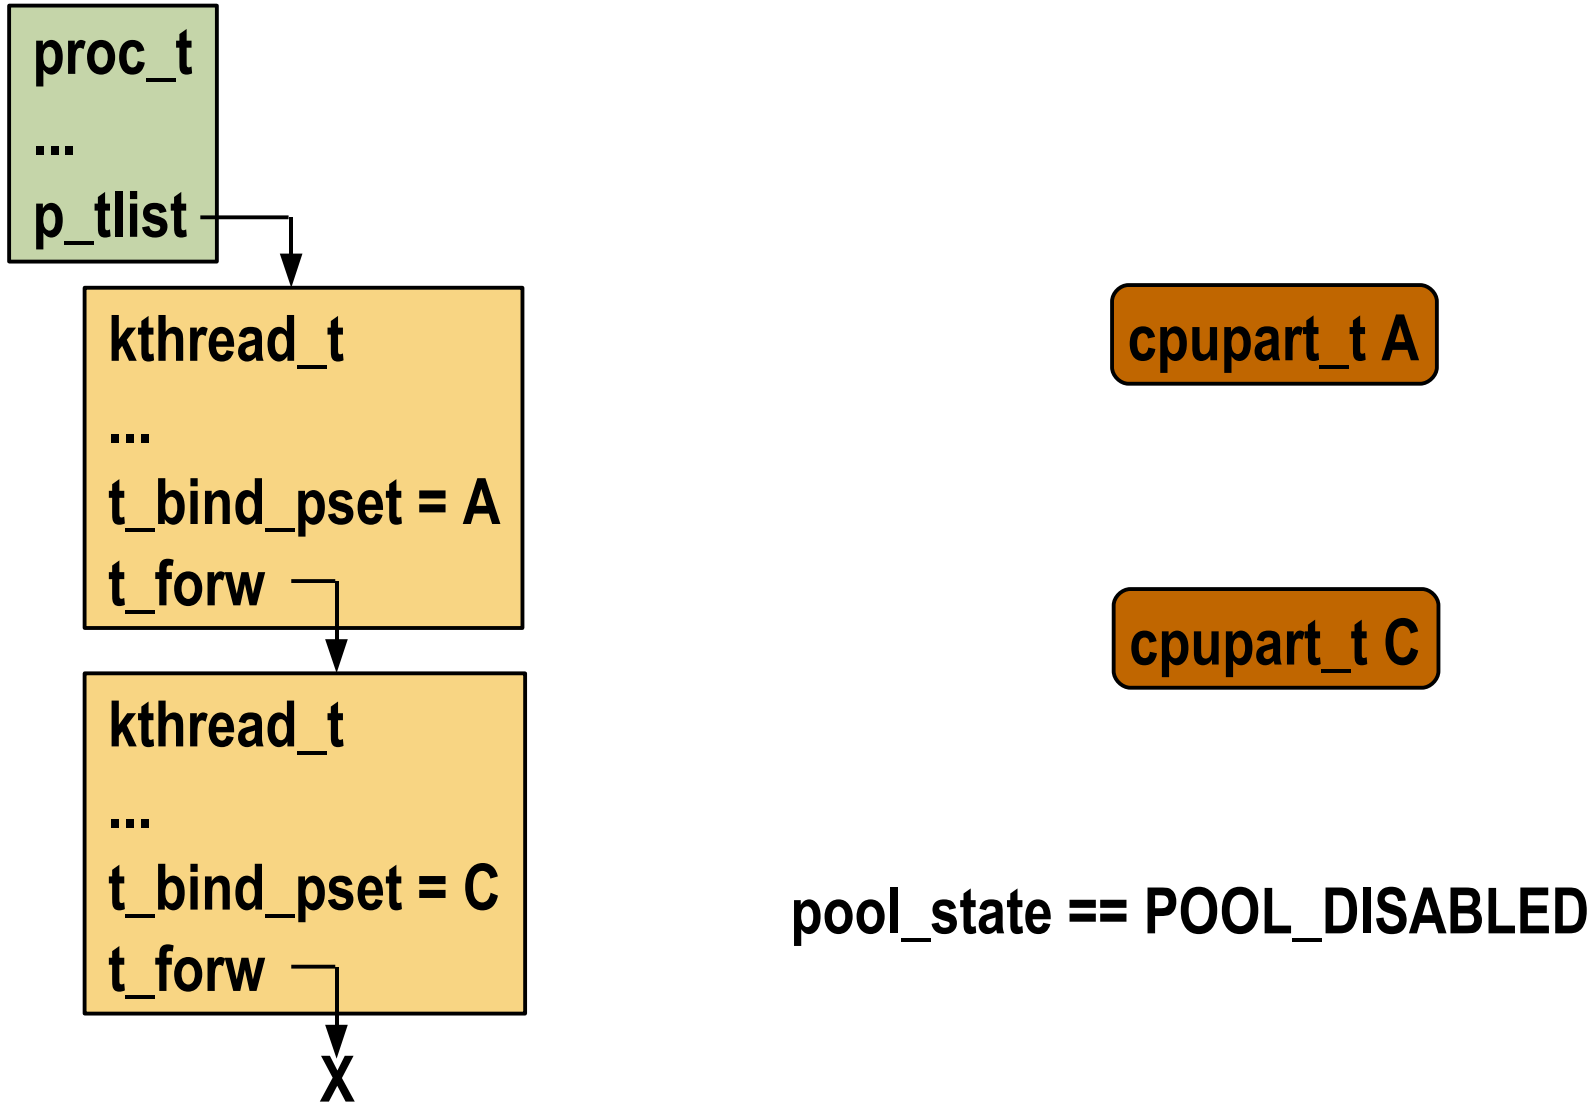 proc_t
...
p_tlist
kthread_t
...
t_bind_pset = A
t_forw
kthread_t
...
t_bind_pset = C
t_forw
X
cpupart_t A
cpupart_t C
pool_state == POOL_DISABLED